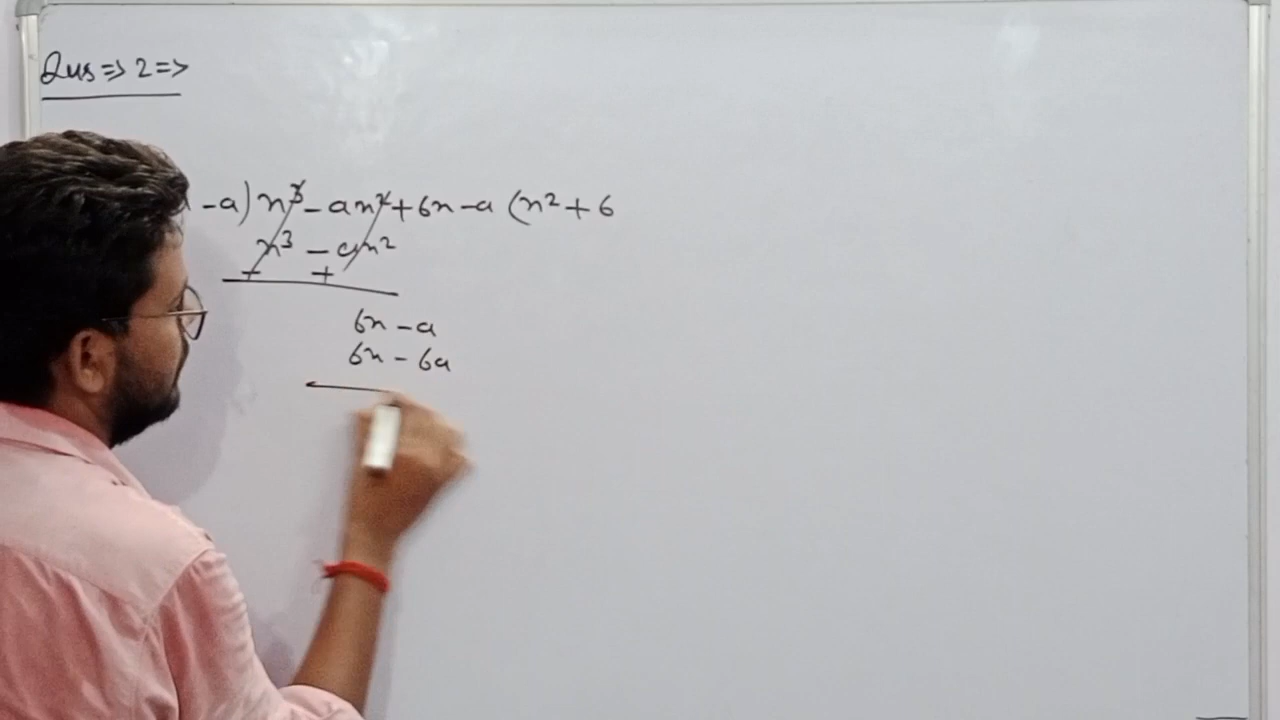 Qus => 2 =>
-a) x³ - ax² + 6x - a (x² + 6
x³ - ax²
+ +
6x - a
6x - 6a